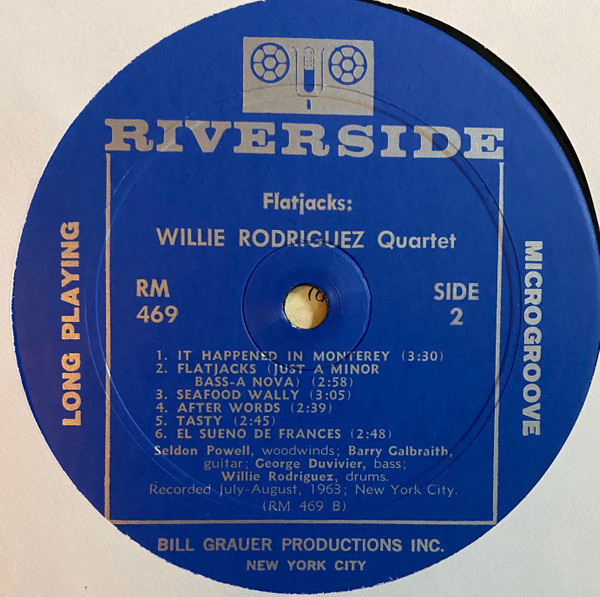 RIVERSIDE
Flatjacks:
WILLIE RODRIGUEZ Quartet
RM
469
SIDE
2
LONG PLAYING
MICROGROOVE
1. IT HAPPENED IN MONTEREY (3:30)
2. FLATJACKS (JUST A MINOR
BASS-A NOVA) (2:58)
3. SEAFOOD WALLY (3:05)
4. AFTER WORDS (2:39)
5. TASTY (2:45)
6. EL SUENO DE FRANCES (2:48)
Seldon Powell, woodwinds; Barry Galbraith,
guitar; George Duvivier, bass;
Willie Rodriguez, drums.
Recorded July-August, 1963; New York City.
(RM 469 B)
BILL GRAUER PRODUCTIONS INC.
NEW YORK CITY